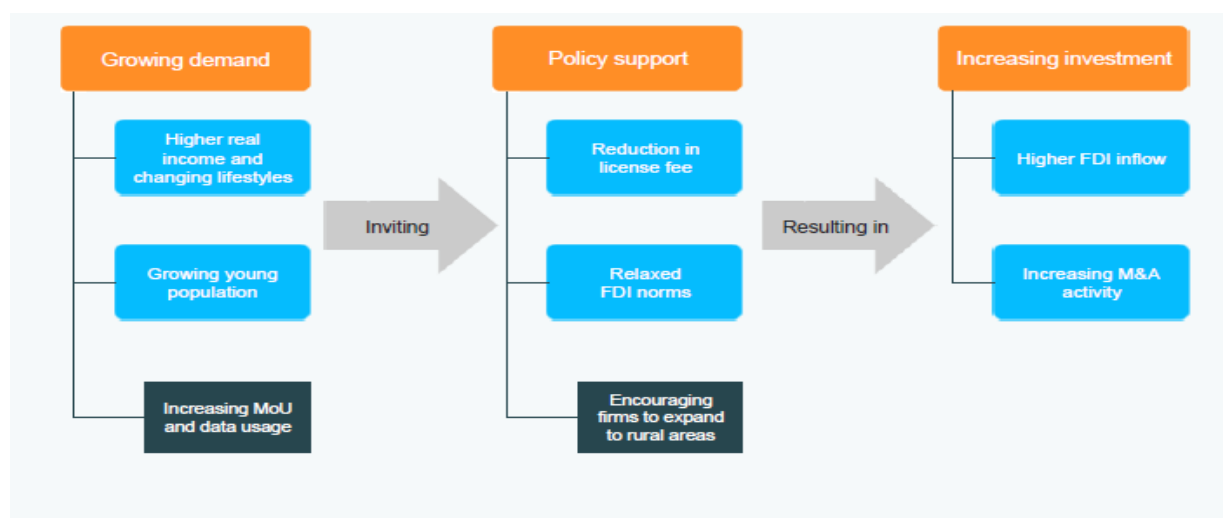 Growing demand
Higher real
income and
changing lifestyles
Growing young
population
Increasing MoU
and data usage
Inviting
Policy support
Reduction in
license fee
Relaxed
FDI norms
Encouraging
firms to expand
to rural areas
Resulting in
Increasing investment
Higher FDI inflow
Increasing M&A
activity